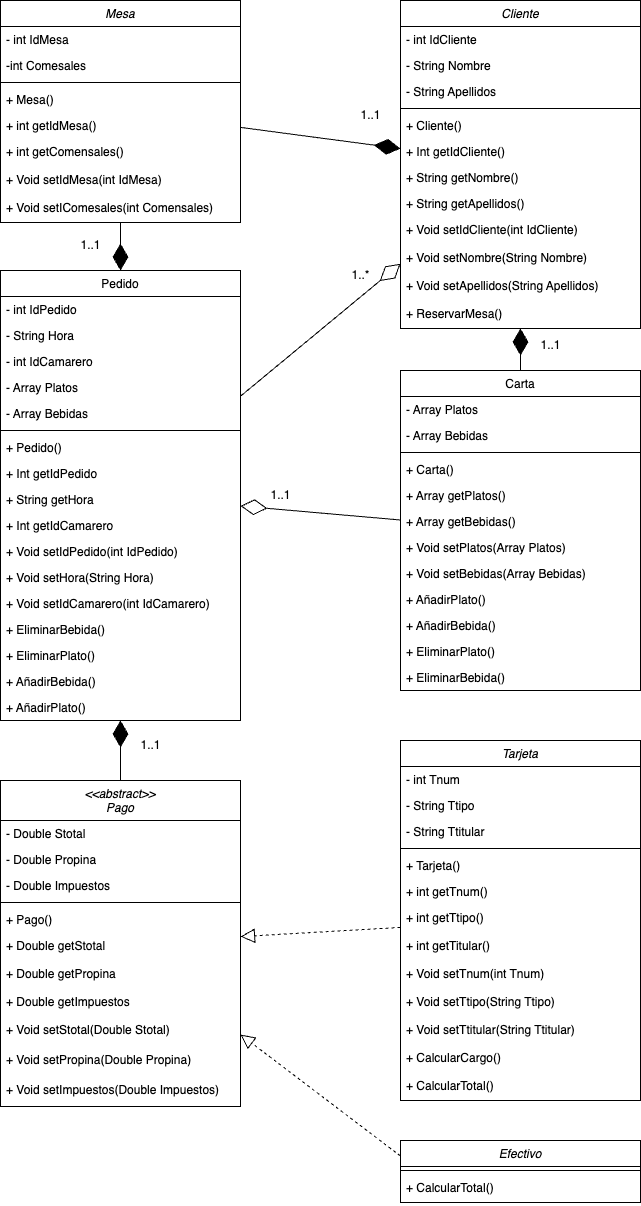 Mesa
- int IdMesa
-int Comesales
+ Mesa()
+ int getIdMesa()
+ int getComensales()
+ Void setIdMesa(int IdMesa)
+ Void setIComesales(int Comensales)
1..1
Cliente
- int IdCliente
- String Nombre
- String Apellidos
+ Cliente()
+ Int getIdCliente()
+ String getNombre()
+ String getApellidos()
+ Void setIdCliente(int IdCliente)
+ Void setNombre(String Nombre)
+ Void setApellidos(String Apellidos)
+ ReservarMesa()
1..1
1..*
1..1
Pedido
- int IdPedido
- String Hora
- int IdCamarero
- Array Platos
- Array Bebidas
+ Pedido()
+ Int getIdPedido
+ String getHora
+ Int getIdCamarero
+ Void setIdPedido(int IdPedido)
+ Void setHora(String Hora)
+ Void setIdCamarero(int IdCamarero)
+ EliminarBebida()
+ EliminarPlato()
+ AñadirBebida()
+ AñadirPlato()
1..1
Carta
- Array Platos
- Array Bebidas
+ Carta()
+ Array getPlatos()
+ Array getBebidas()
+ Void setPlatos(Array Platos)
+ Void setBebidas(Array Bebidas)
+ AñadirPlato()
+ AñadirBebida()
+ EliminarPlato()
+ EliminarBebida()
1..1
<<abstract>>
Pago
- Double Stotal
- Double Propina
- Double Impuestos
+ Pago()
+ Double getStotal
+ Double getPropina
+ Double getImpuestos
+ Void setStotal(Double Stotal)
+ Void setPropina(Double Propina)
+ Void setImpuestos(Double Impuestos)
Tarjeta
- int Tnum
- String Ttipo
- String Ttitular
+ Tarjeta()
+ int getTnum()
+ int getTtipo()
+ int getTitular()
+ Void setTnum(int Tnum)
+ Void setTtipo(String Ttipo)
+ Void setTtitular(String Ttitular)
+ CalcularCargo()
+ CalcularTotal()
Efectivo
+ CalcularTotal()